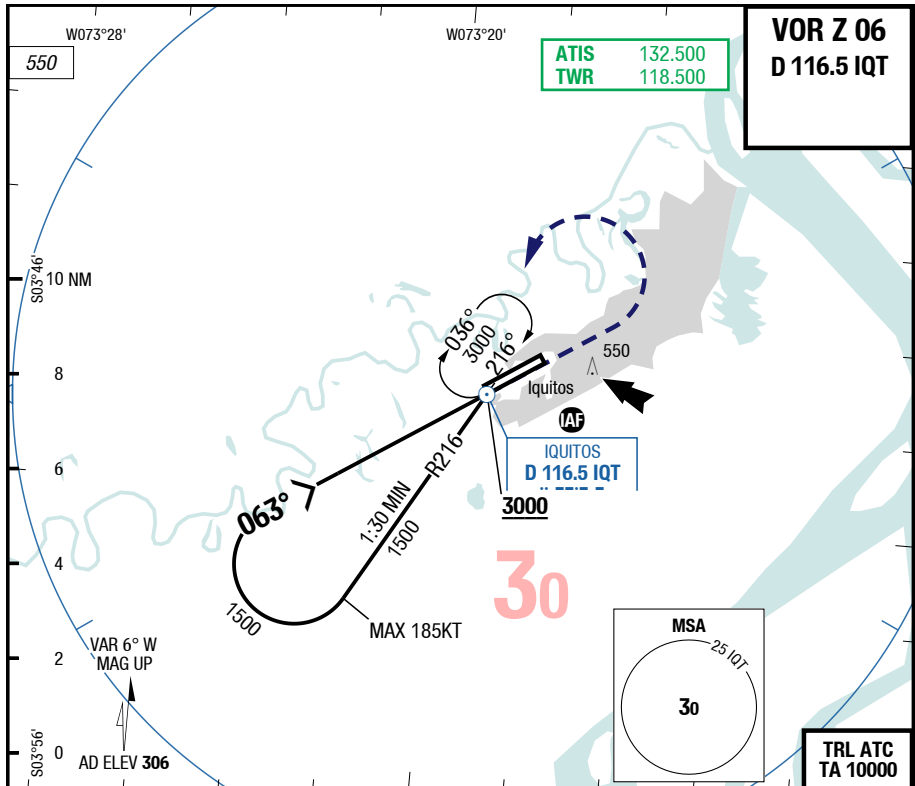 W073°28'
W073°20'
550
ATIS 132.500
TWR 118.500
VOR Z 06
D 116.5 IQT
S03°46'
10 NM
8
6
4
2
0
S03°56'
036°
3000
216°
550
Iquitos
IAF
IQUITOS
D 116.5 IQT
3000
R216
1:30 MIN
1500
063°
1500
MAX 185KT
30
VAR 6° W
MAG UP
AD ELEV 306
MSA
25 IQT
30
TRL ATC
TA 10000